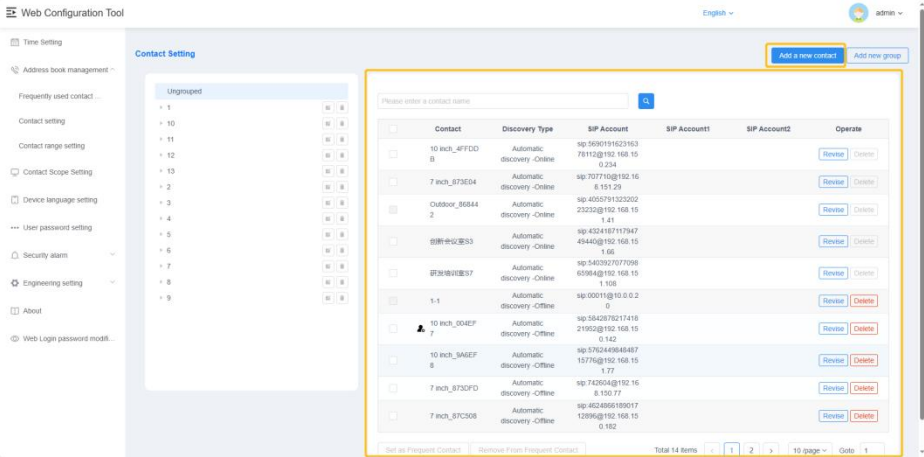 Web Configuration Tool
English
admin
Time Setting
Address book management
Frequently used contact ...
Contact setting
Contact range setting
Contact Scope Setting
Device language setting
User password setting
Security alarm
Engineering setting
About
Web Login password modifi...
Contact Setting
Add a new contact
Add new group
Ungrouped
1
10
11
12
13
2
3
4
5
6
7
8
9
Please enter a contact name
Contact Discovery Type SIP Account SIP Account1 SIP Account2 Operate
10 inch_4FFDD
B
Automatic
discovery -Online
sip:5690191623163
78112@192.168.15
0.234
Revise Delete
7 inch_873E04
Automatic
discovery -Online
sip:707710@192.16
8.151.29
Revise Delete
Outdoor_86844
2
Automatic
discovery -Online
sip:4055791323202
23232@192.168.15
1.41
Revise Delete
创新会议室S3
Automatic
discovery -Online
sip:4324187117947
49440@192.168.15
1.66
Revise Delete
研发培训室S7
Automatic
discovery -Online
sip:5403927077098
65984@192.168.15
1.108
Revise Delete
1-1
Automatic
discovery -Offline
sip:00011@10.0.0.2
0
Revise Delete
10 inch_004EF
7
Automatic
discovery -Offline
sip:5842878217418
21952@192.168.15
0.142
Revise Delete
10 inch_9A6EF
8
Automatic
discovery -Offline
sip:5762449848487
15776@192.168.15
1.77
Revise Delete
7 inch_873DFD
Automatic
discovery -Offline
sip:742604@192.16
8.150.77
Revise Delete
7 inch_87C508
Automatic
discovery -Offline
sip:4624866189017
12896@192.168.15
0.182
Revise Delete
Set as Frequent Contact Remove From Frequent Contact Total 14 items 1 2 10 /page Goto 1